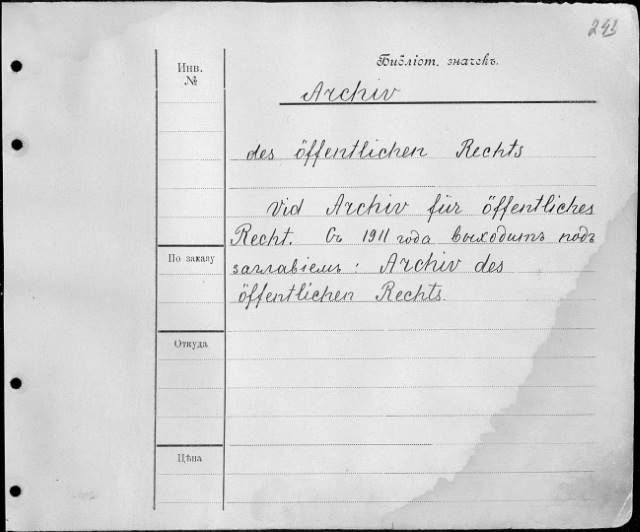 243
Библіот. значекъ.
Инв.
№
Archiv
des öffentlichen Rechts
Vid Archiv für öffentliches
Recht. Съ 1911 года выходитъ подъ
По заказу
заглавіемъ: Archiv des
öffentlichen Rechts.
Откуда
Цѣна